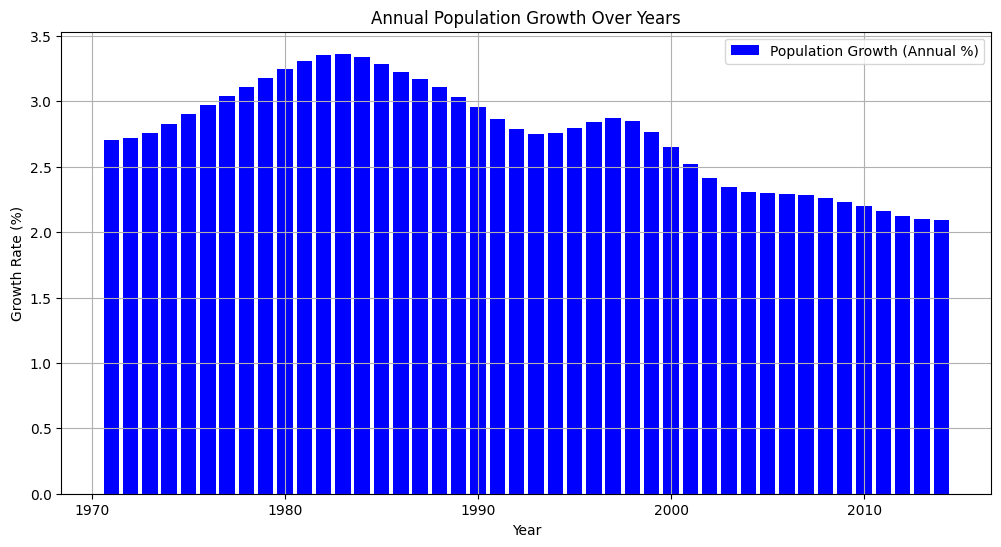 Annual Population Growth Over Years
Population Growth (Annual %)
Growth Rate (%)
3.5
3.0
2.5
2.0
1.5
1.0
0.5
0.0
1970 1980 1990 2000 2010
Year